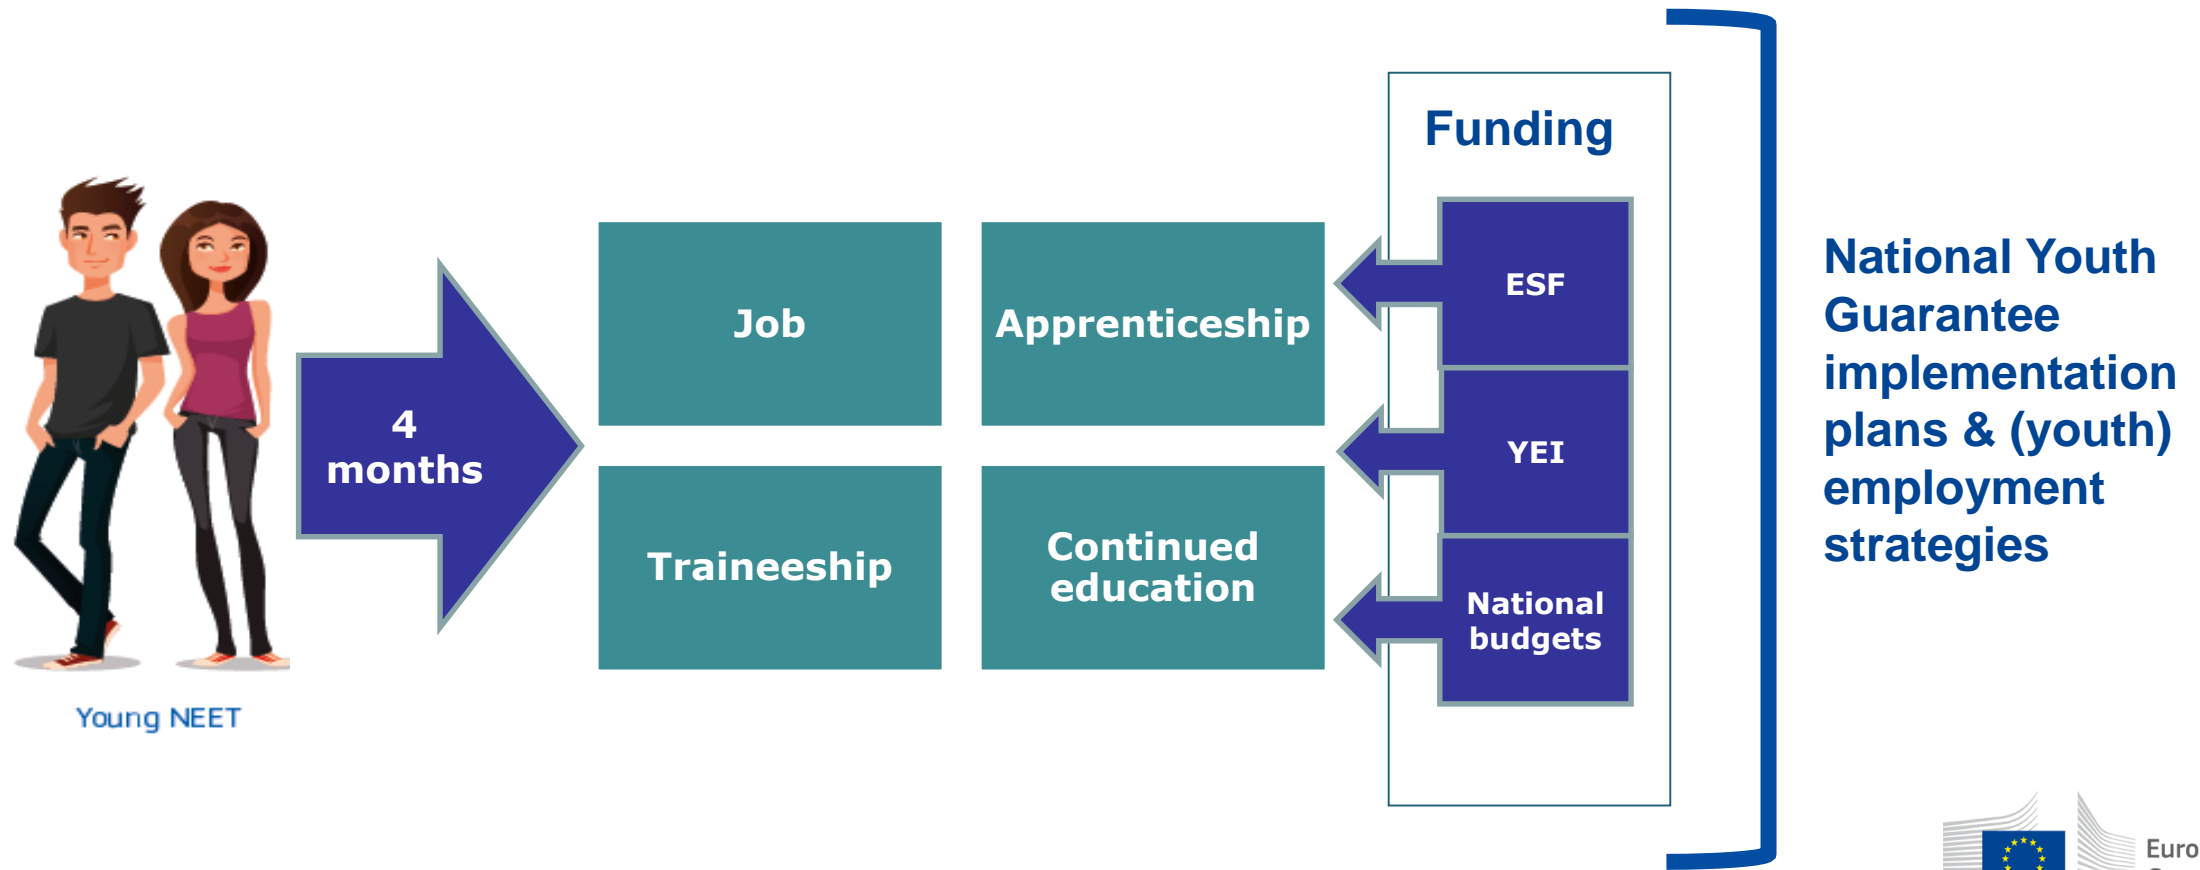 Young NEET
4
months
Job
Apprenticeship
Traineeship
Continued
education
Funding
ESF
YEI
National
budgets
National Youth
Guarantee
implementation
plans & (youth)
employment
strategies
Euro